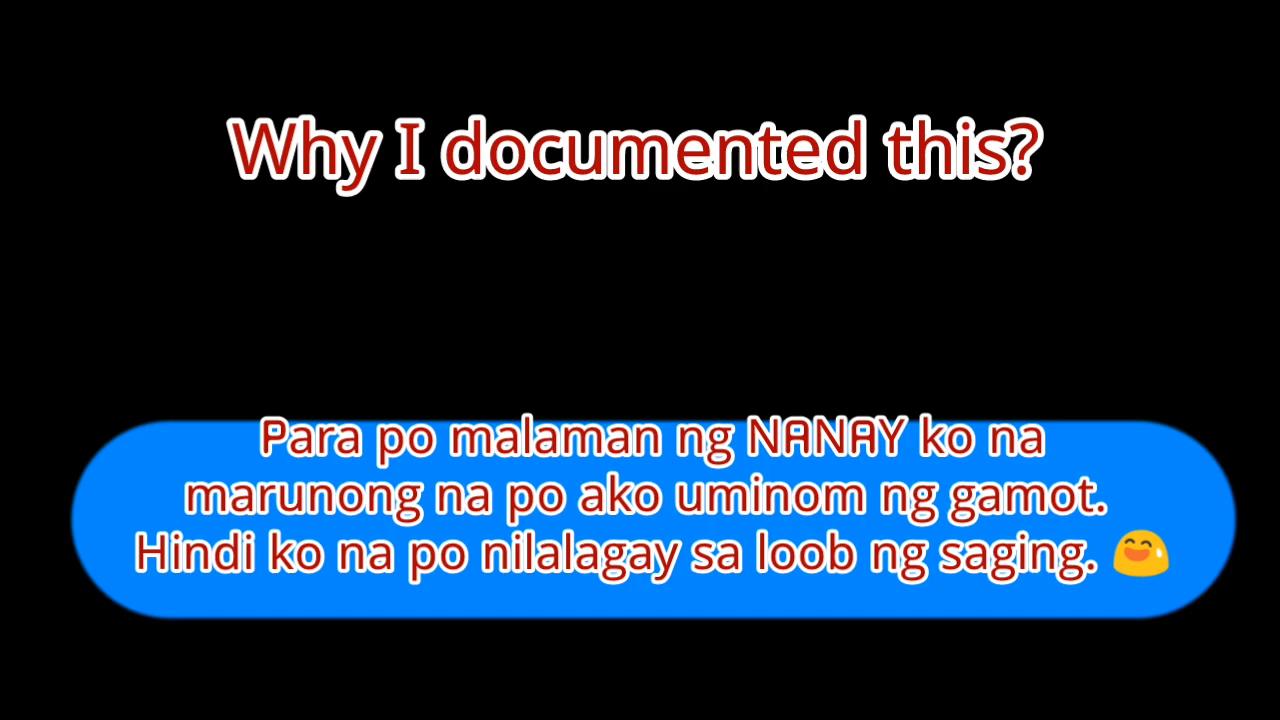 Why I documented this?
Para po malaman ng NANAY ko na
marunong na po ako uminom ng gamot.
Hindi ko na po nilalagay sa loob ng saging. 😅